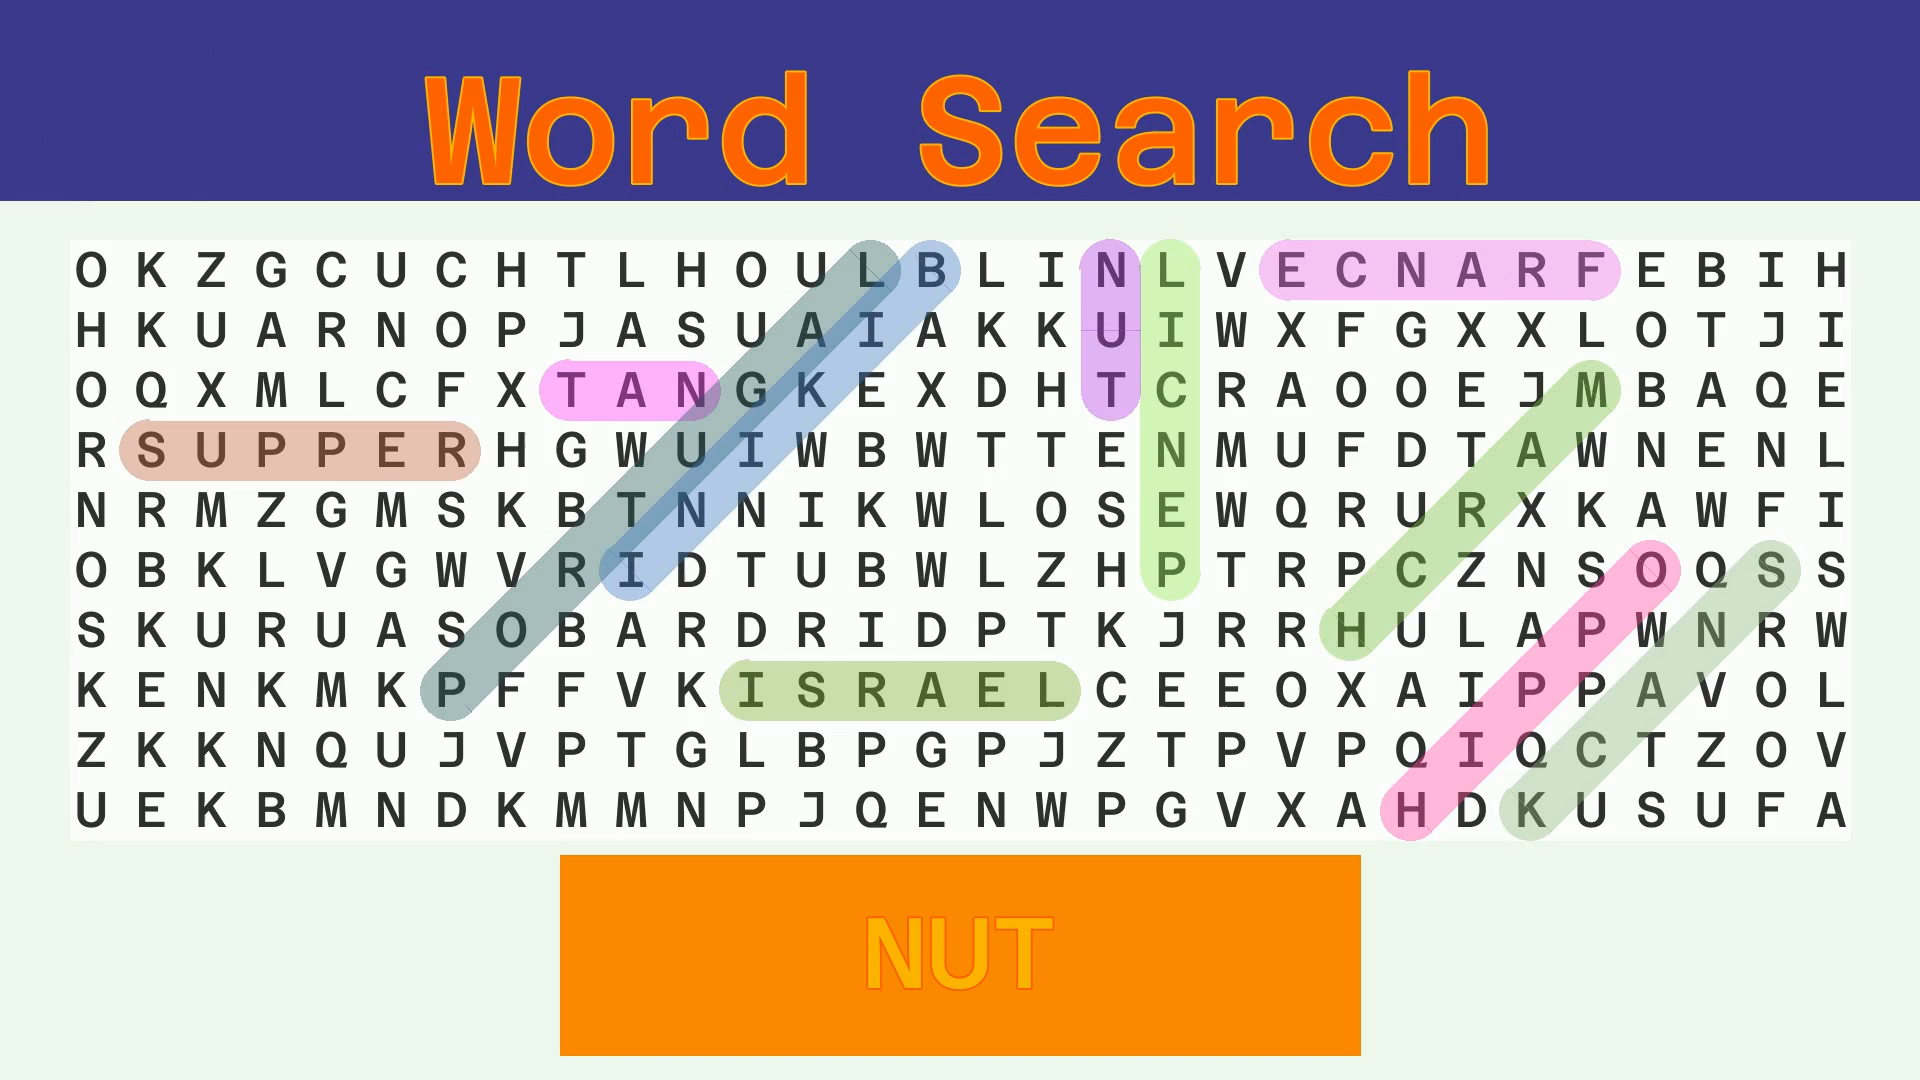 Word Search
O K Z G C U C H T L H O U L B L I N L V E C N A R F E B I H
H K U A R N O P J A S U A I A K K U I W X F G X X L O T J I
O Q X M L C F X T A N G K E X D H T C R A O O E J M B A Q E
R S U P P E R H G W U I W B W T T E N M U F D T A W N E N L
N R M Z G M S K B T N N I K W L O S E W Q R U R X K A W F I
O B K L V G W V R I D T U B W L Z H P T R P C Z N S O Q S S
S K U R U A S O B A R D R I D P T K J R R H U L A P W N R W
K E N K M K P F F V K I S R A E L C E E O X A I P P A V O L
Z K K N Q U J V P T G L B P G P J Z T P V P Q I Q C T Z O V
U E K B M N D K M M N P J Q E N W P G V X A H D K U S U F A
NUT